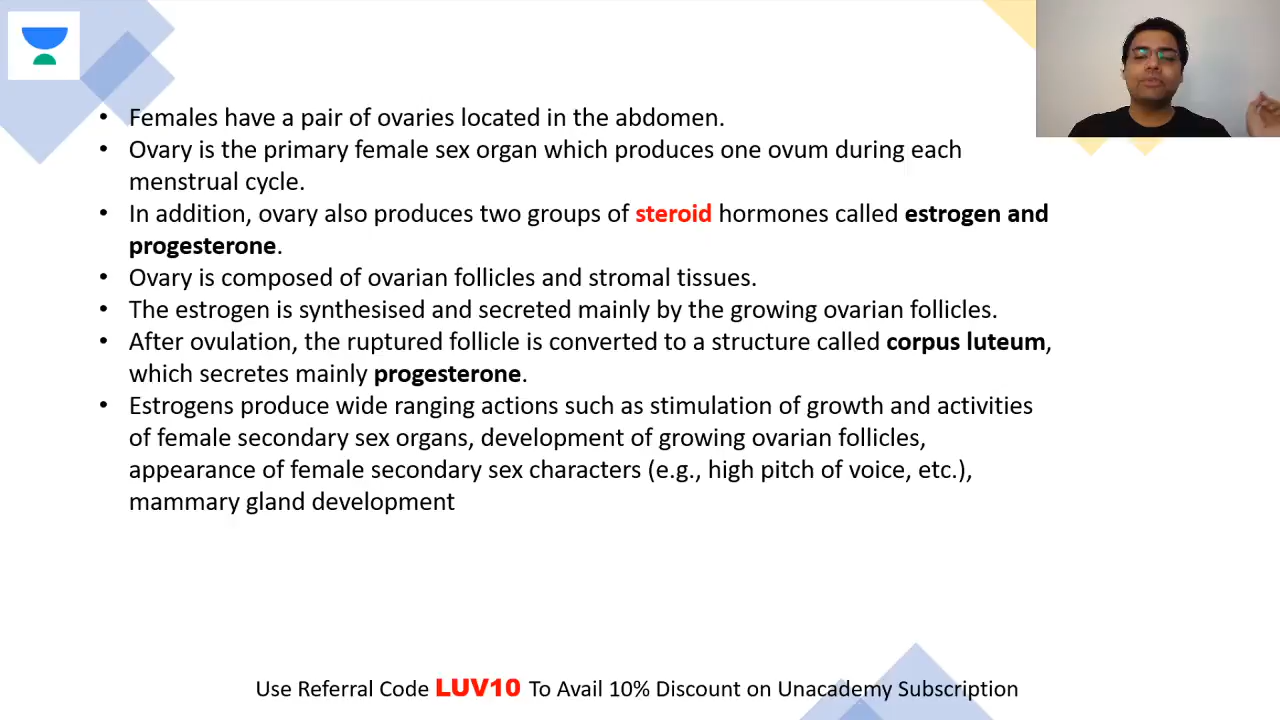 • Females have a pair of ovaries located in the abdomen.
• Ovary is the primary female sex organ which produces one ovum during each
menstrual cycle.
• In addition, ovary also produces two groups of steroid hormones called estrogen and
progesterone.
• Ovary is composed of ovarian follicles and stromal tissues.
• The estrogen is synthesised and secreted mainly by the growing ovarian follicles.
• After ovulation, the ruptured follicle is converted to a structure called corpus luteum,
which secretes mainly progesterone.
• Estrogens produce wide ranging actions such as stimulation of growth and activities
of female secondary sex organs, development of growing ovarian follicles,
appearance of female secondary sex characters (e.g., high pitch of voice, etc.),
mammary gland development
Use Referral Code LUV10 To Avail 10% Discount on Unacademy Subscription